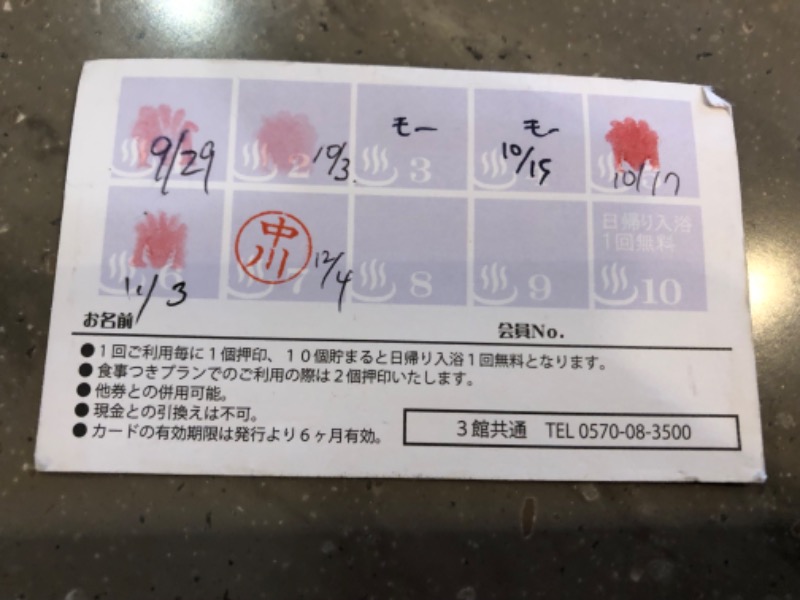 9/29
2 10/3
モー 3
モー 10/15
10/17
6 11/3
中川 7 12/4
8
9
日帰り入浴
1回無料
10
お名前
会員No.
●1回ご利用毎に1個押印、10個貯まると日帰り入浴1回無料となります。
●食事つきプランでのご利用の際は2個押印いたします。
●他券との併用可能。
●現金との引換えは不可。
●カードの有効期限は発行より6ヶ月有効。
3館共通 TEL 0570-08-3500